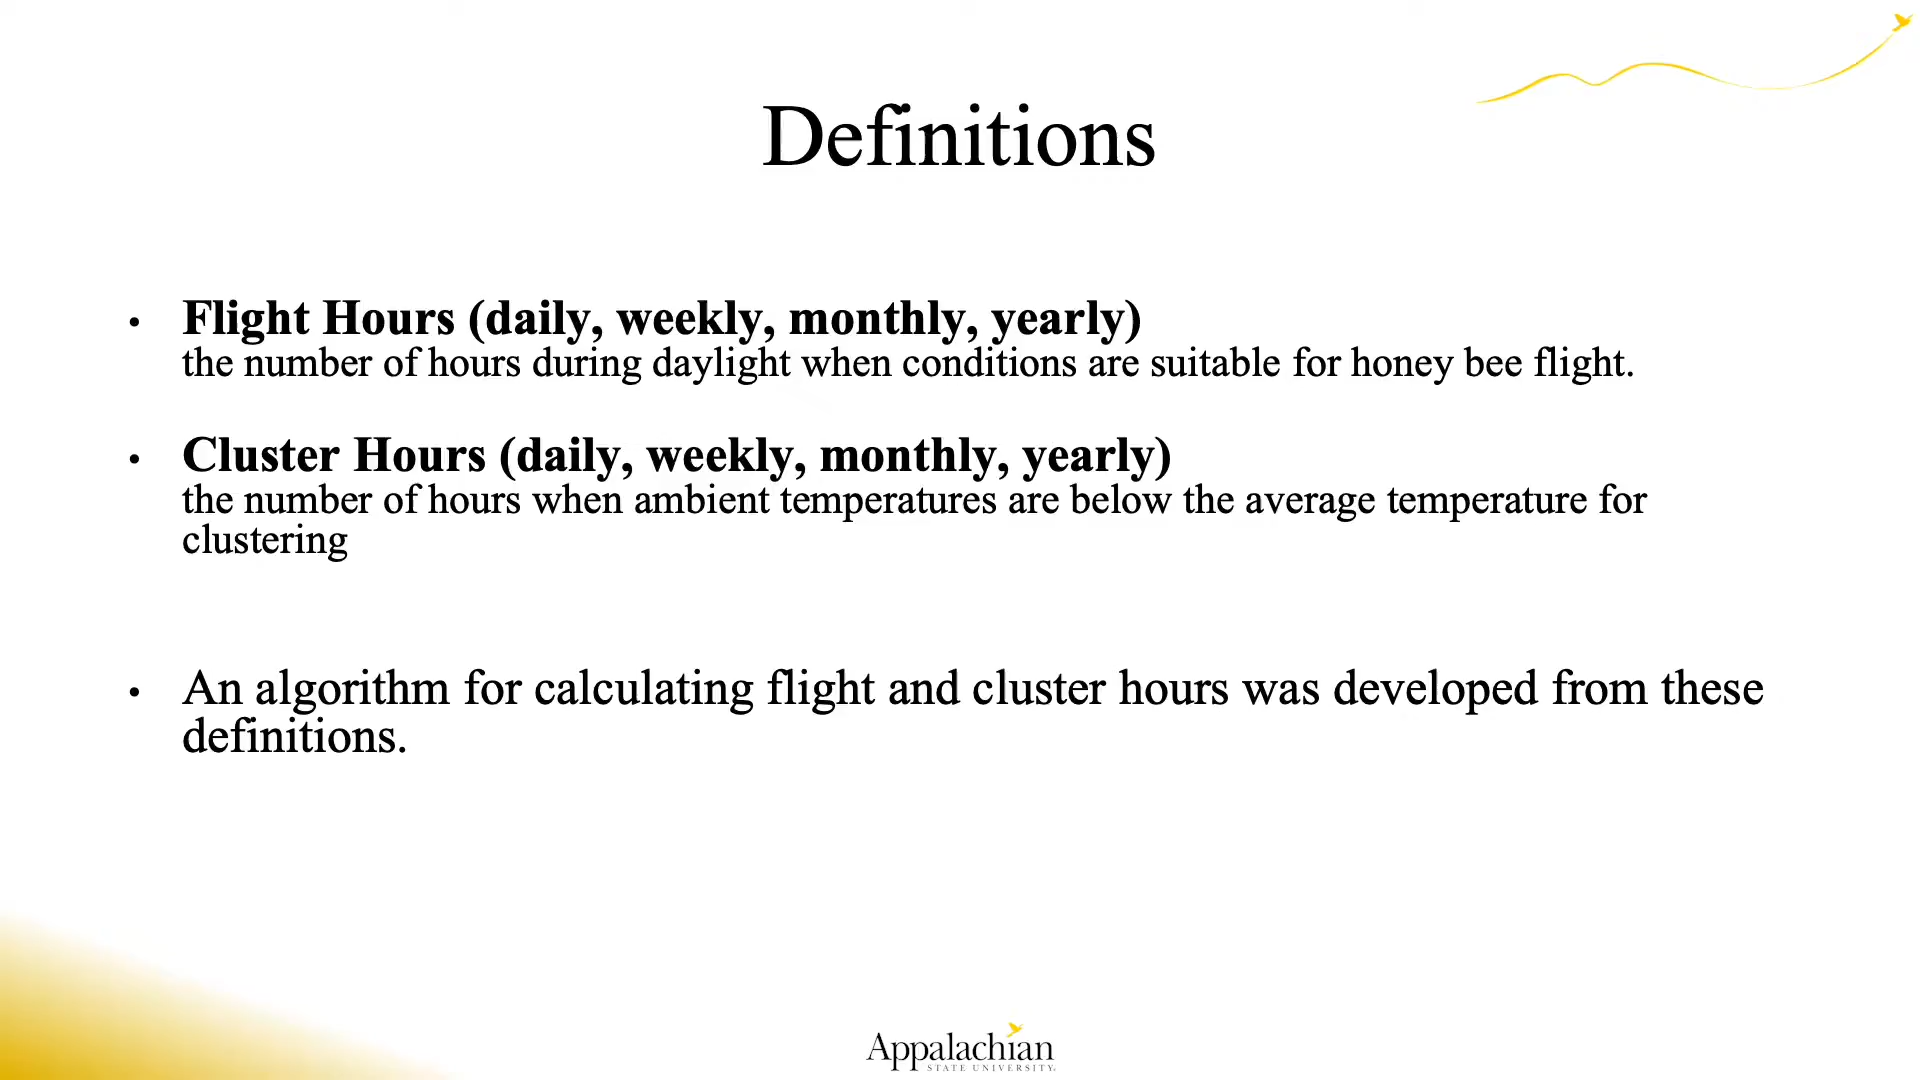 Definitions
• Flight Hours (daily, weekly, monthly, yearly)
the number of hours during daylight when conditions are suitable for honey bee flight.
• Cluster Hours (daily, weekly, monthly, yearly)
the number of hours when ambient temperatures are below the average temperature for
clustering
• An algorithm for calculating flight and cluster hours was developed from these
definitions.
Appalachian
STATE UNIVERSITY